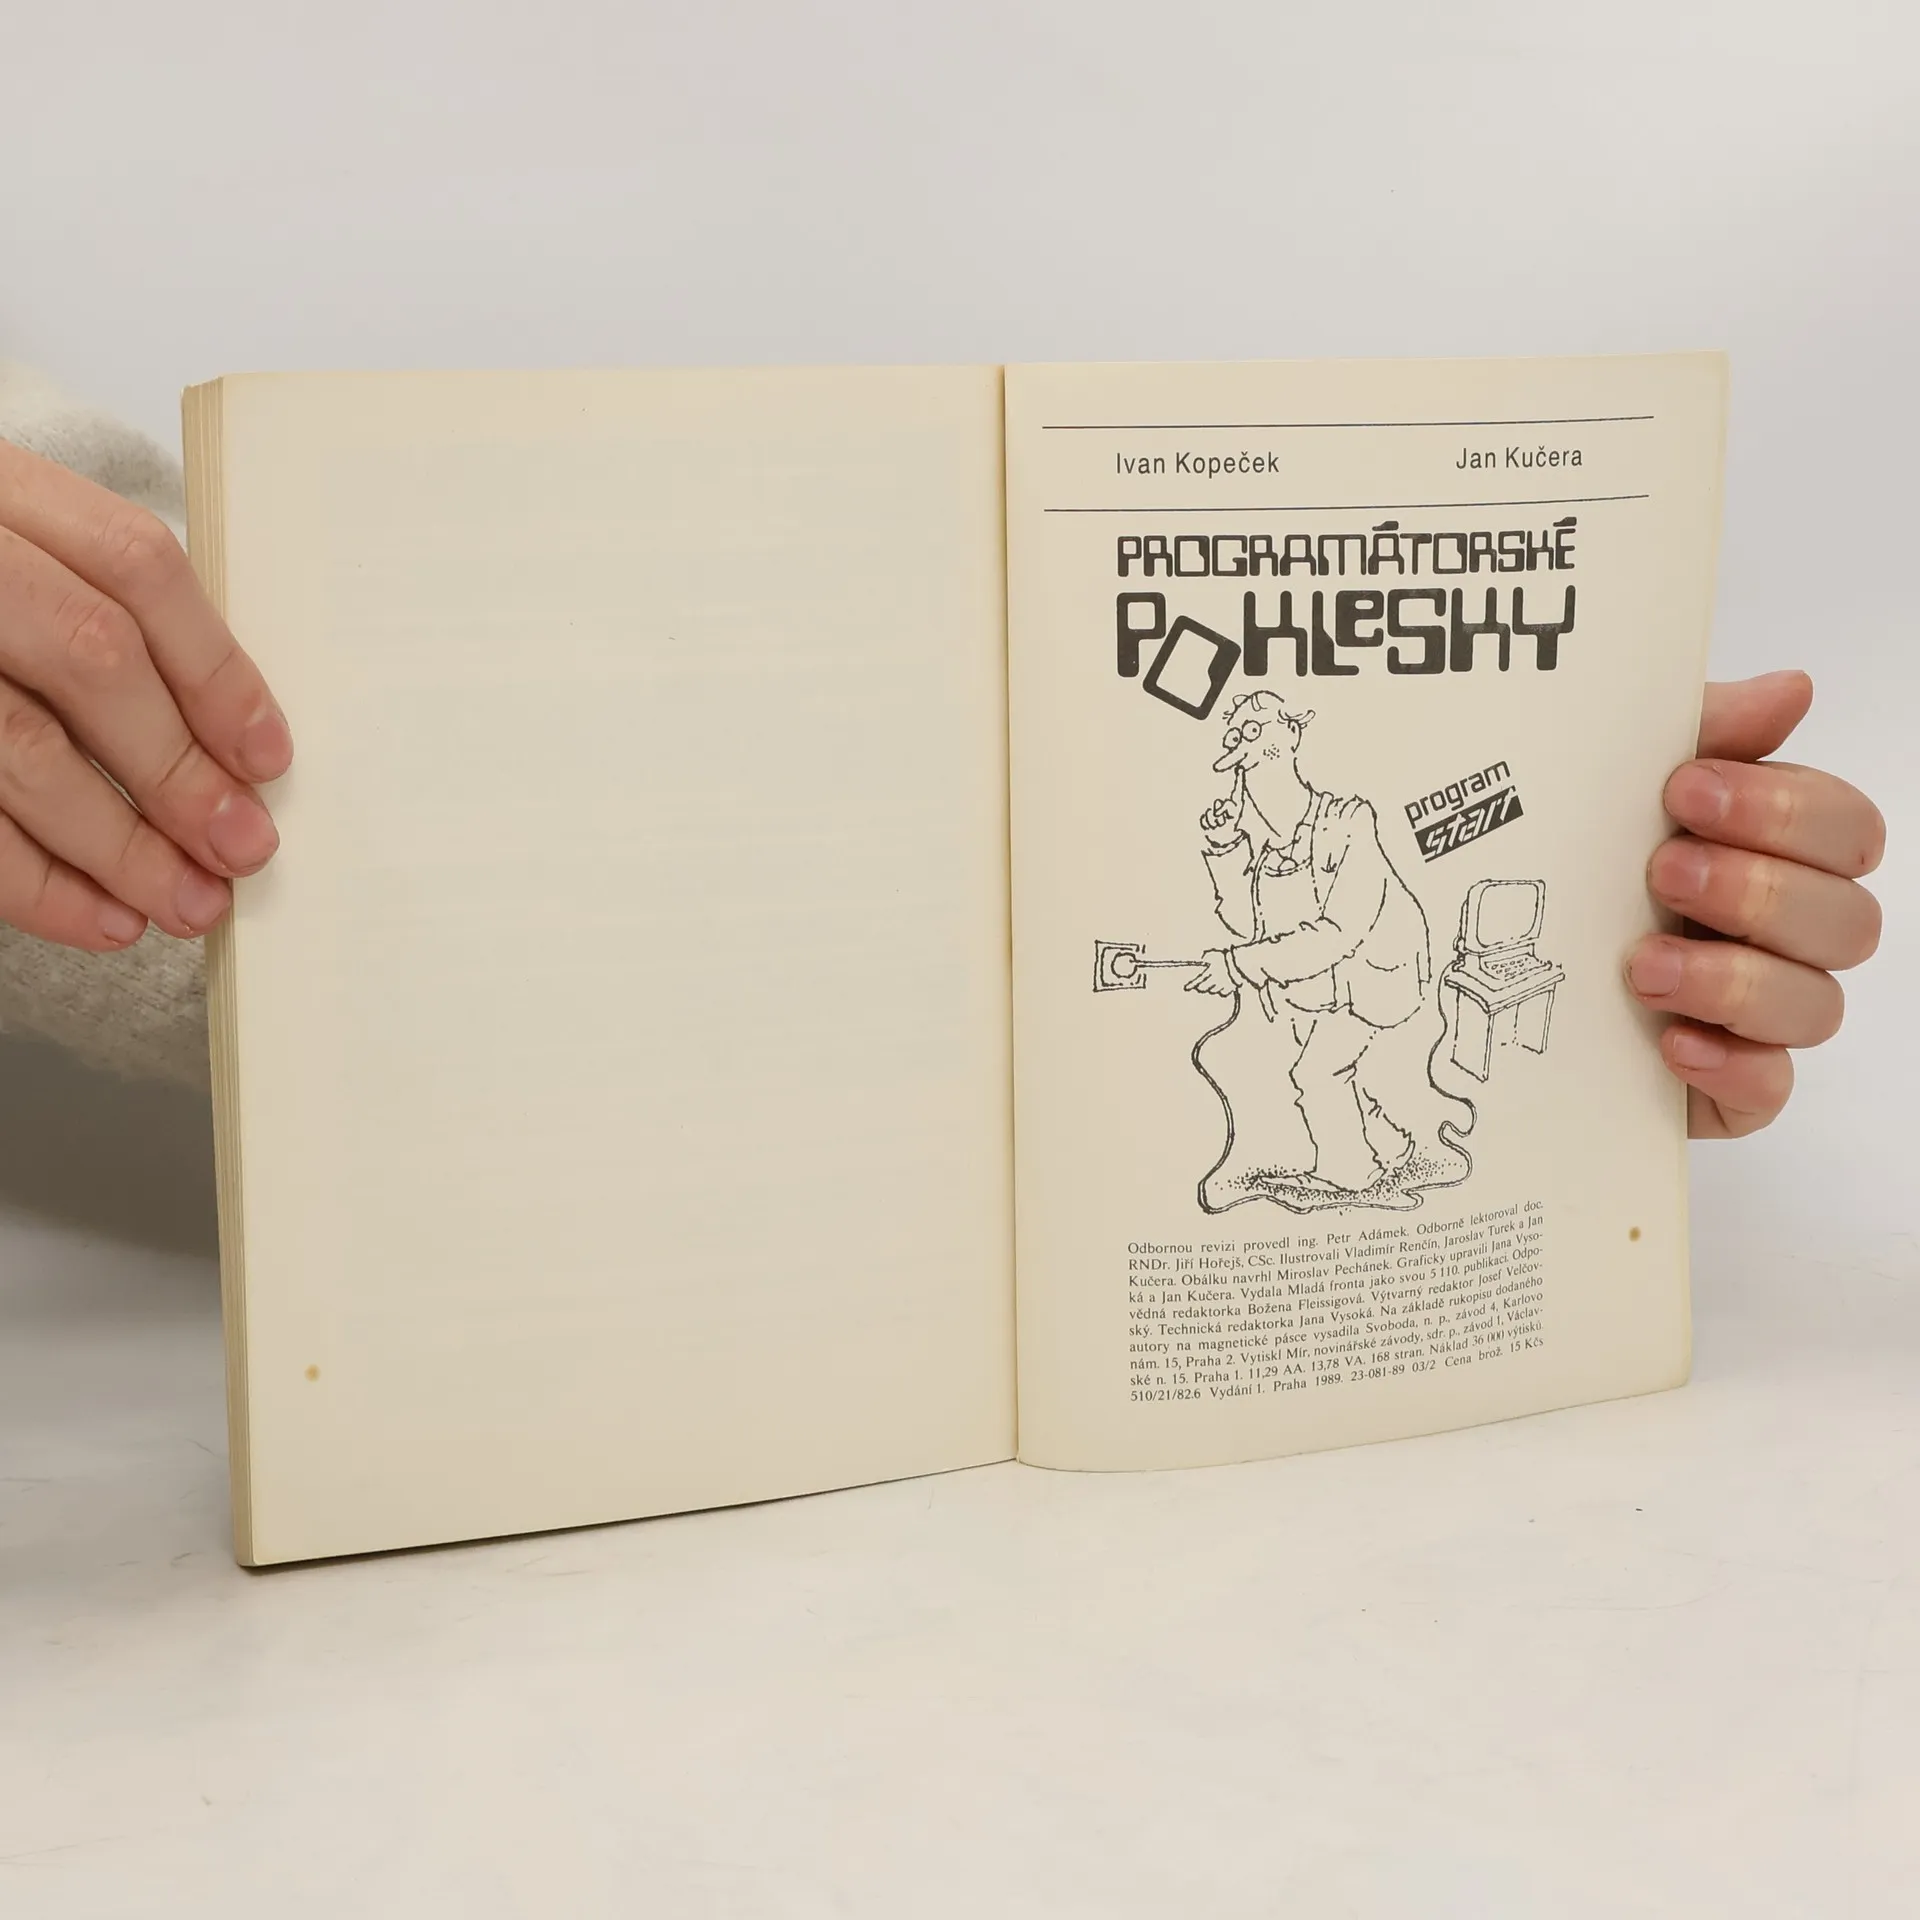 Ivan Kopeček
Jan Kučera
PROGRAMÁTORSKÉ
POKLESKY
program
start
Odbornou revizi provedl ing. Petr Adámek. Odborně lektoroval doc.
RNDr. Jiří Hořejš, CSc. Ilustrovali Vladimír Renčín, Jaroslav Turek a Jan
Kučera. Obálku navrhl Miroslav Pechánek. Graficky upravili Jana Vyso-
ká a Jan Kučera. Vydala Mladá fronta jako svou 5 110. publikaci. Odpo-
vědná redaktorka Božena Fleissigová. Výtvarný redaktor Josef Velčov-
ský. Technická redaktorka Jana Vysoká. Na základě rukopisu dodaného
autory na magnetické pásce vysadila Svoboda, n. p., závod 4, Karlovo
nám. 15, Praha 2. Vytiskl Mír, novinářské závody, sdr. p., závod 1, Václav-
ské n. 15. Praha 1. 11,29 AA. 13,78 VA. 168 stran. Náklad 36 000 výtisků.
510/21/82.6 Vydání 1. Praha 1989. 23-081-89 03/2 Cena brož. 15 Kčs